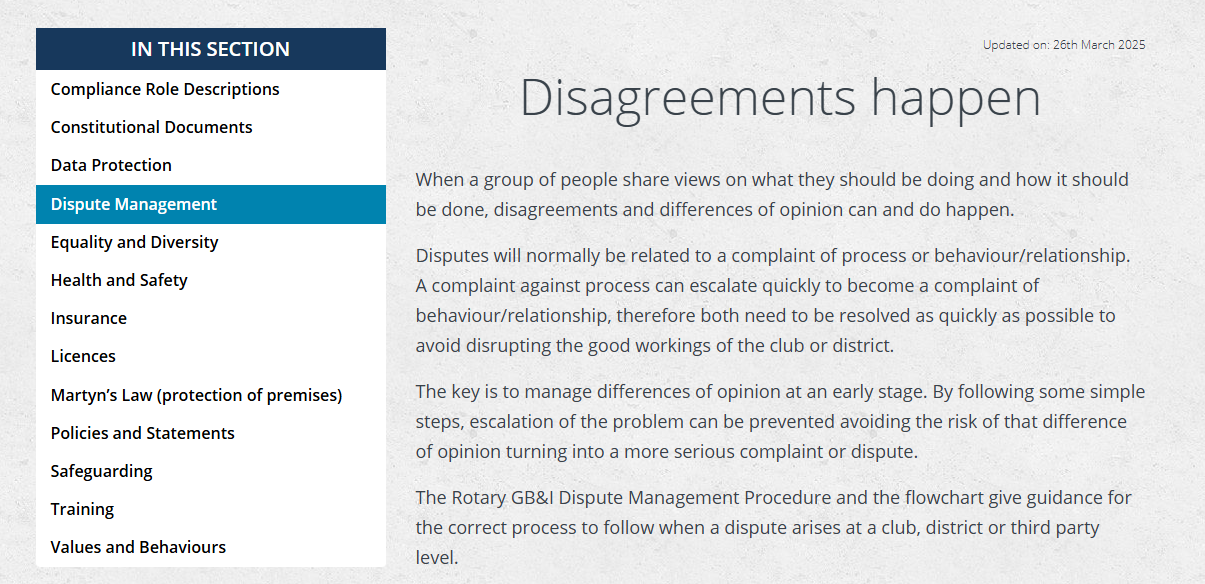 IN THIS SECTION
Compliance Role Descriptions
Constitutional Documents
Data Protection
Dispute Management
Equality and Diversity
Health and Safety
Insurance
Licences
Martyn’s Law (protection of premises)
Policies and Statements
Safeguarding
Training
Values and Behaviours
Updated on: 26th March 2025
Disagreements happen
When a group of people share views on what they should be doing and how it should
be done, disagreements and differences of opinion can and do happen.
Disputes will normally be related to a complaint of process or behaviour/relationship.
A complaint against process can escalate quickly to become a complaint of
behaviour/relationship, therefore both need to be resolved as quickly as possible to
avoid disrupting the good workings of the club or district.
The key is to manage differences of opinion at an early stage. By following some simple
steps, escalation of the problem can be prevented avoiding the risk of that difference
of opinion turning into a more serious complaint or dispute.
The Rotary GB&I Dispute Management Procedure and the flowchart give guidance for
the correct process to follow when a dispute arises at a club, district or third party
level.